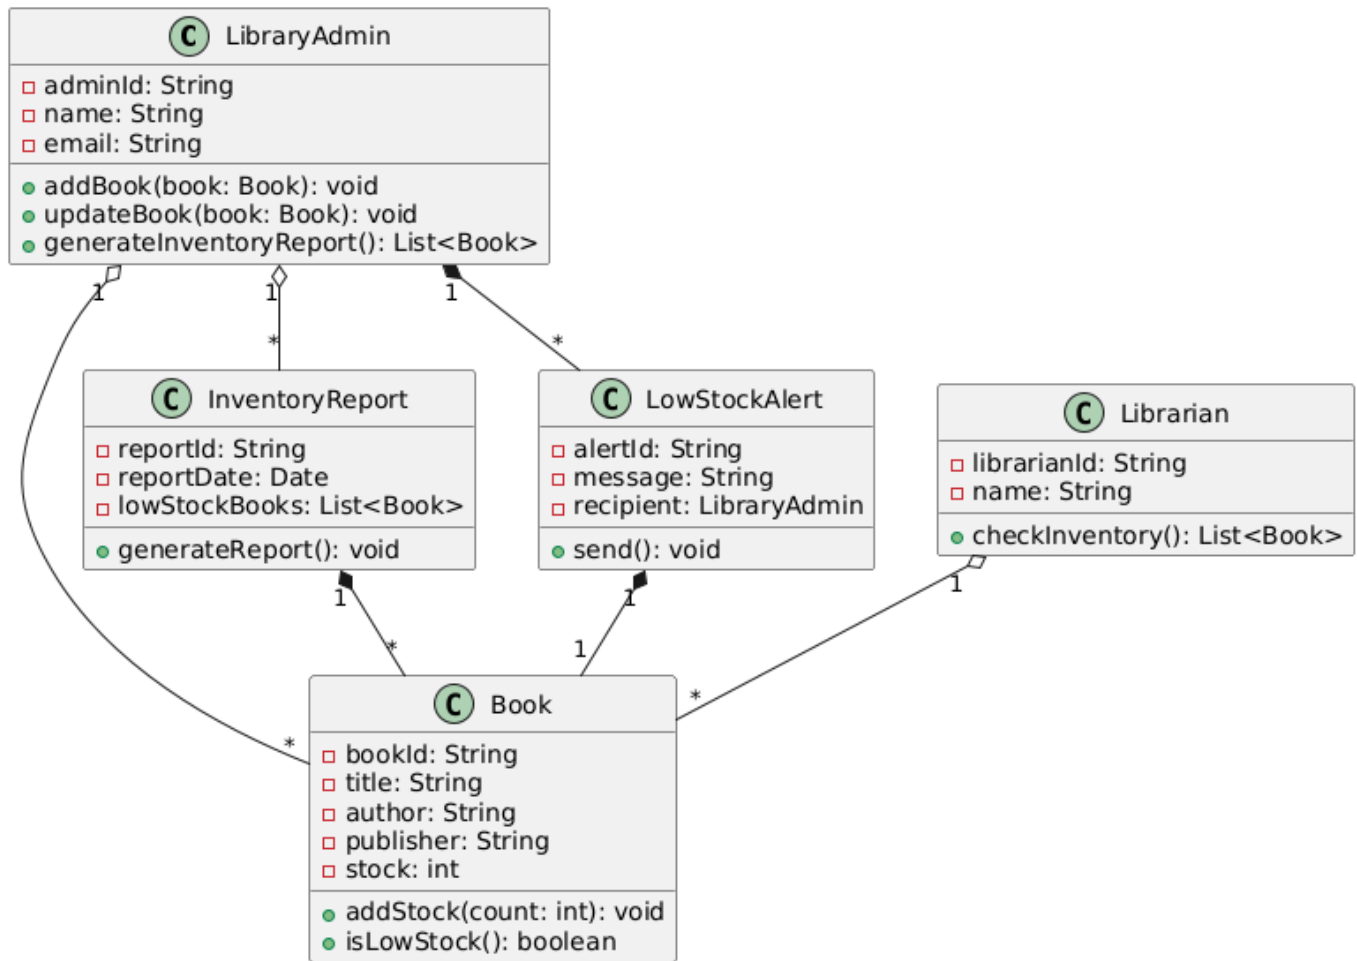 C LibraryAdmin
adminId: String
name: String
email: String
addBook(book: Book): void
updateBook(book: Book): void
generateInventoryReport(): List<Book>
1
1
1
*
*
C InventoryReport
reportId: String
reportDate: Date
lowStockBooks: List<Book>
generateReport(): void
C LowStockAlert
alertId: String
message: String
recipient: LibraryAdmin
send(): void
C Librarian
librarianId: String
name: String
checkInventory(): List<Book>
1
1
1
*
1
*
*
C Book
bookId: String
title: String
author: String
publisher: String
stock: int
addStock(count: int): void
isLowStock(): boolean